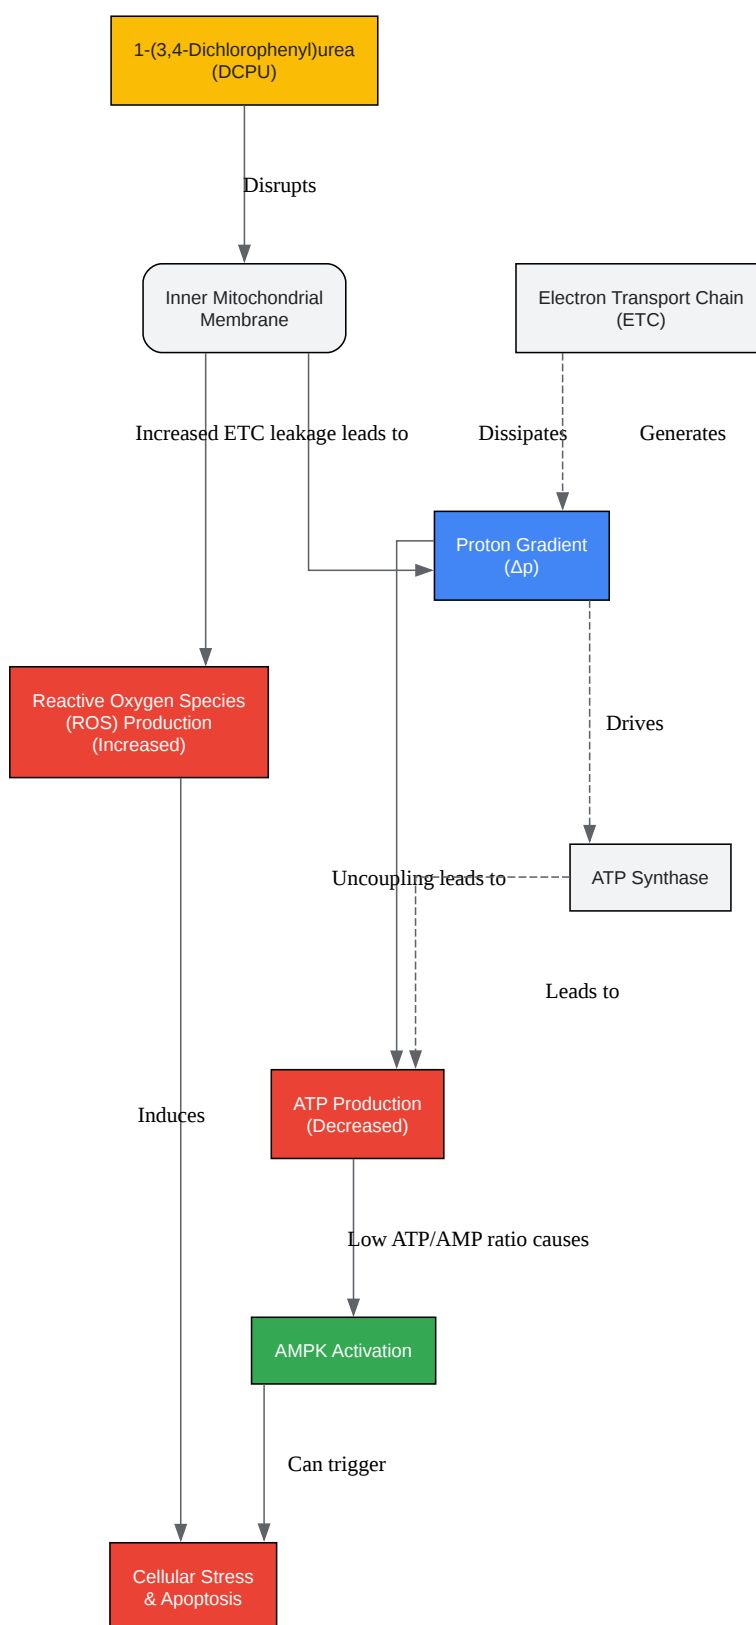 1-(3,4-Dichlorophenyl)urea
(DCPU)
Disrupts
Inner Mitochondrial
Membrane
Electron Transport Chain
(ETC)
Increased ETC leakage leads to
Dissipates
Generates
Proton Gradient
(Δp)
Reactive Oxygen Species
(ROS) Production
(Increased)
Drives
Uncoupling leads to
ATP Synthase
Leads to
ATP Production
(Decreased)
Induces
Low ATP/AMP ratio causes
AMPK Activation
Can trigger
Cellular Stress
& Apoptosis